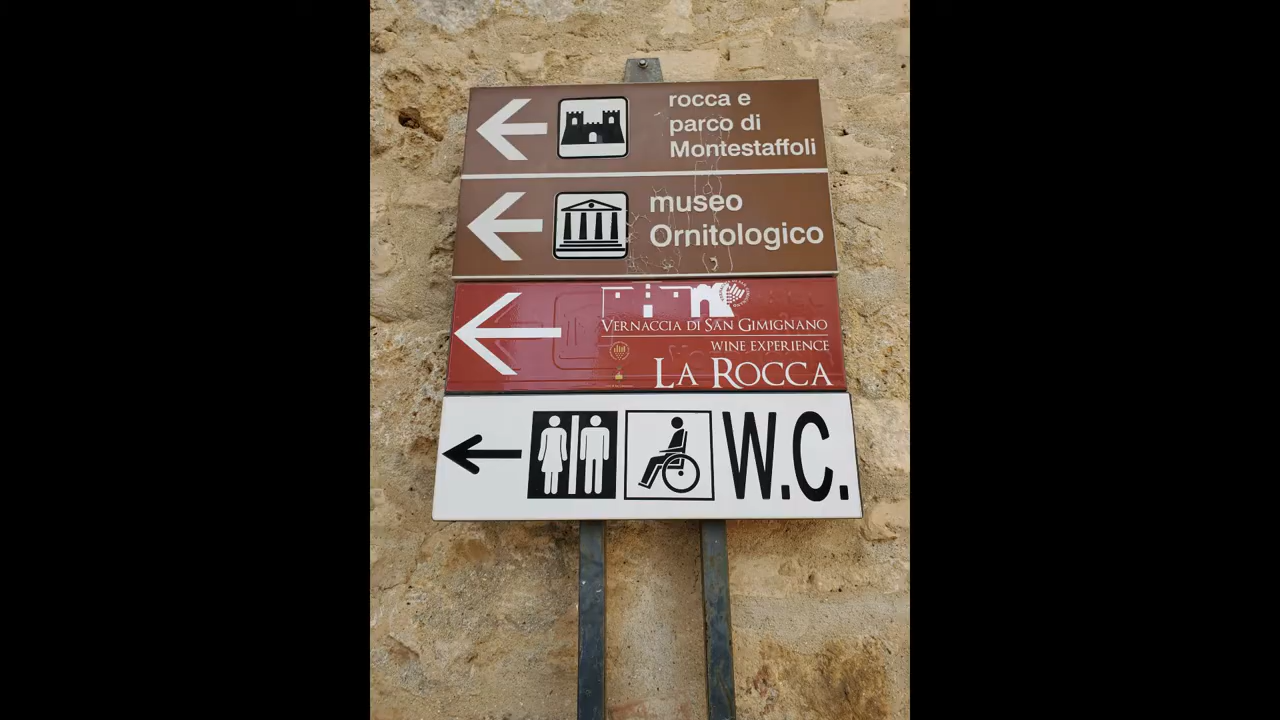 rocca e
parco di
Montestaffoli
museo
Ornitologico
VERNACCIA DI SAN GIMIGNANO
WINE EXPERIENCE
LA ROCCA
W.C.